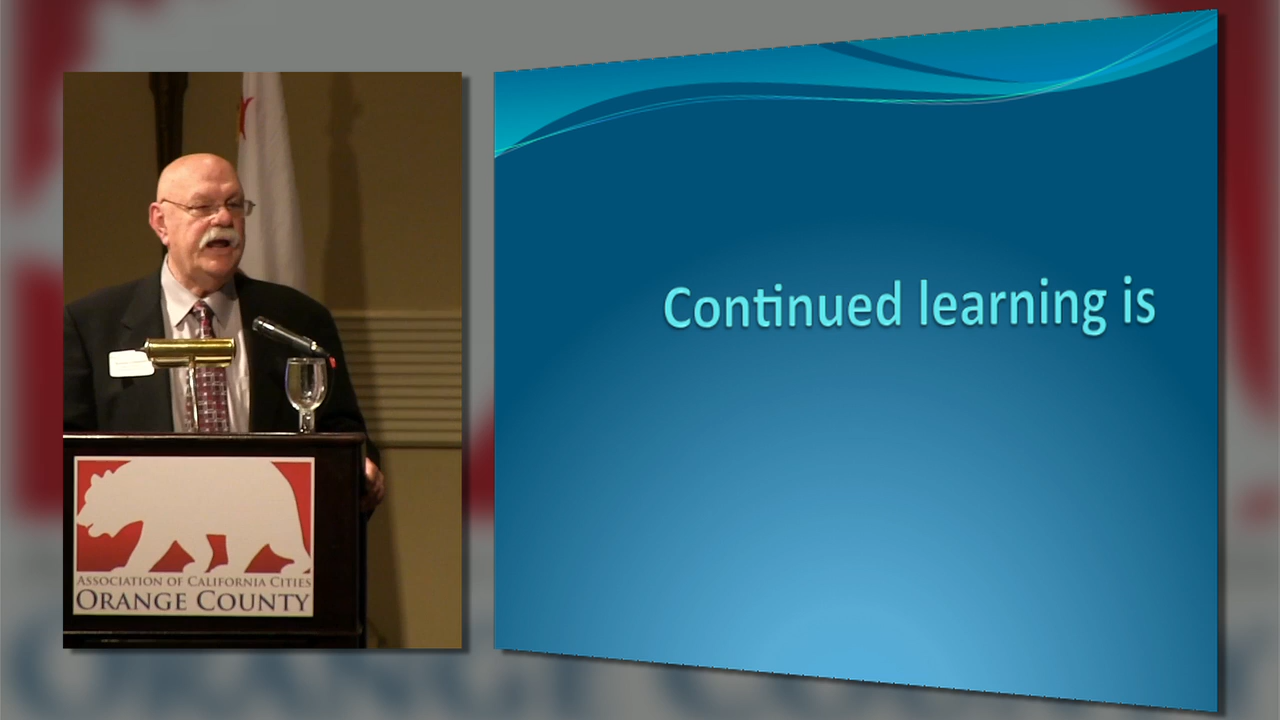 ASSOCIATION OF CALIFORNIA CITIES
ORANGE COUNTY
Continued learning is